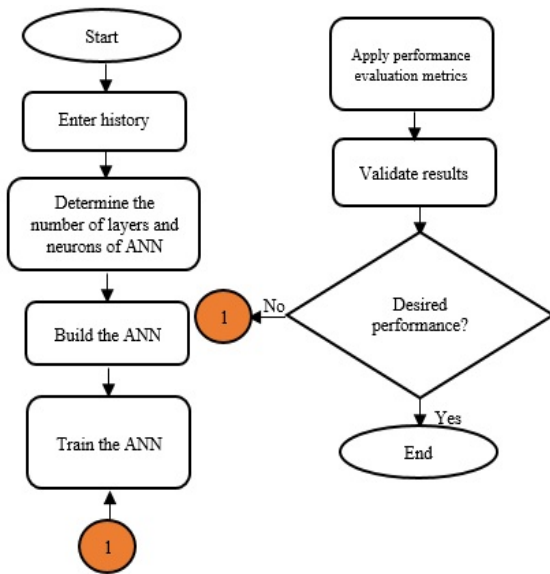 Start
Enter history
Determine the
number of layers and
neurons of ANN
Build the ANN
Train the ANN
1
Apply performance
evaluation metrics
Validate results
Desired
performance?
No
1
Yes
End